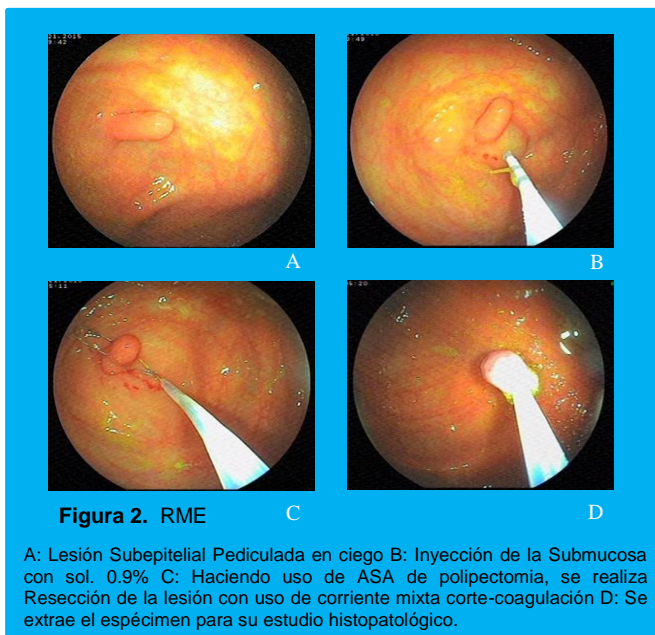 A
B
Figura 2. RME
C
D
A: Lesión Subepitelial Pediculada en ciego B: Inyección de la Submucosa
con sol. 0.9% C: Haciendo uso de ASA de polipectomia, se realiza
Resección de la lesión con uso de corriente mixta corte-coagulación D: Se
extrae el espécimen para su estudio histopatológico.